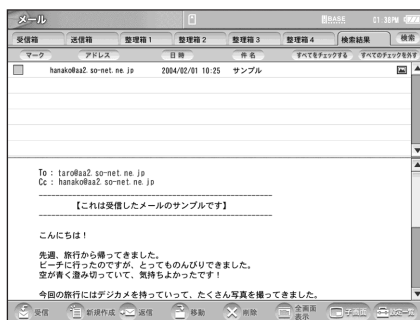 メール BASE 01:30PM
受信箱 送信箱 整理箱1 整理箱2 整理箱3 整理箱4 検索結果 検索
マーク アドレス 日時 件名 すべてをチェックする すべてのチェックを外す
hanako@aa2.so-net.ne.jp 2004/02/01 10:25 サンプル
To : taro@aa2.so-net.ne.jp
Cc : hanako@aa2.so-net.ne.jp
【これは受信したメールのサンプルです】
こんにちは!
先週、旅行から帰ってきました。
ビーチに行ったのですが、とってものんびりできました。
空が青く澄み切っていて、気持ちよかったです!
今回の旅行にはデジカメを持っていって、たくさん写真を撮ってきました。
受信 新規作成 返信 移動 削除 全画面表示 子画面